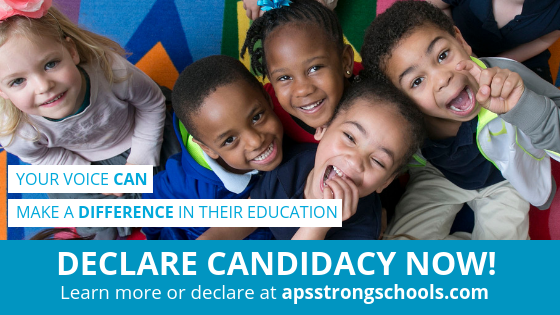 YOUR VOICE CAN
MAKE A DIFFERENCE IN THEIR EDUCATION
DECLARE CANDIDACY NOW!
Learn more or declare at apsstrongschools.com